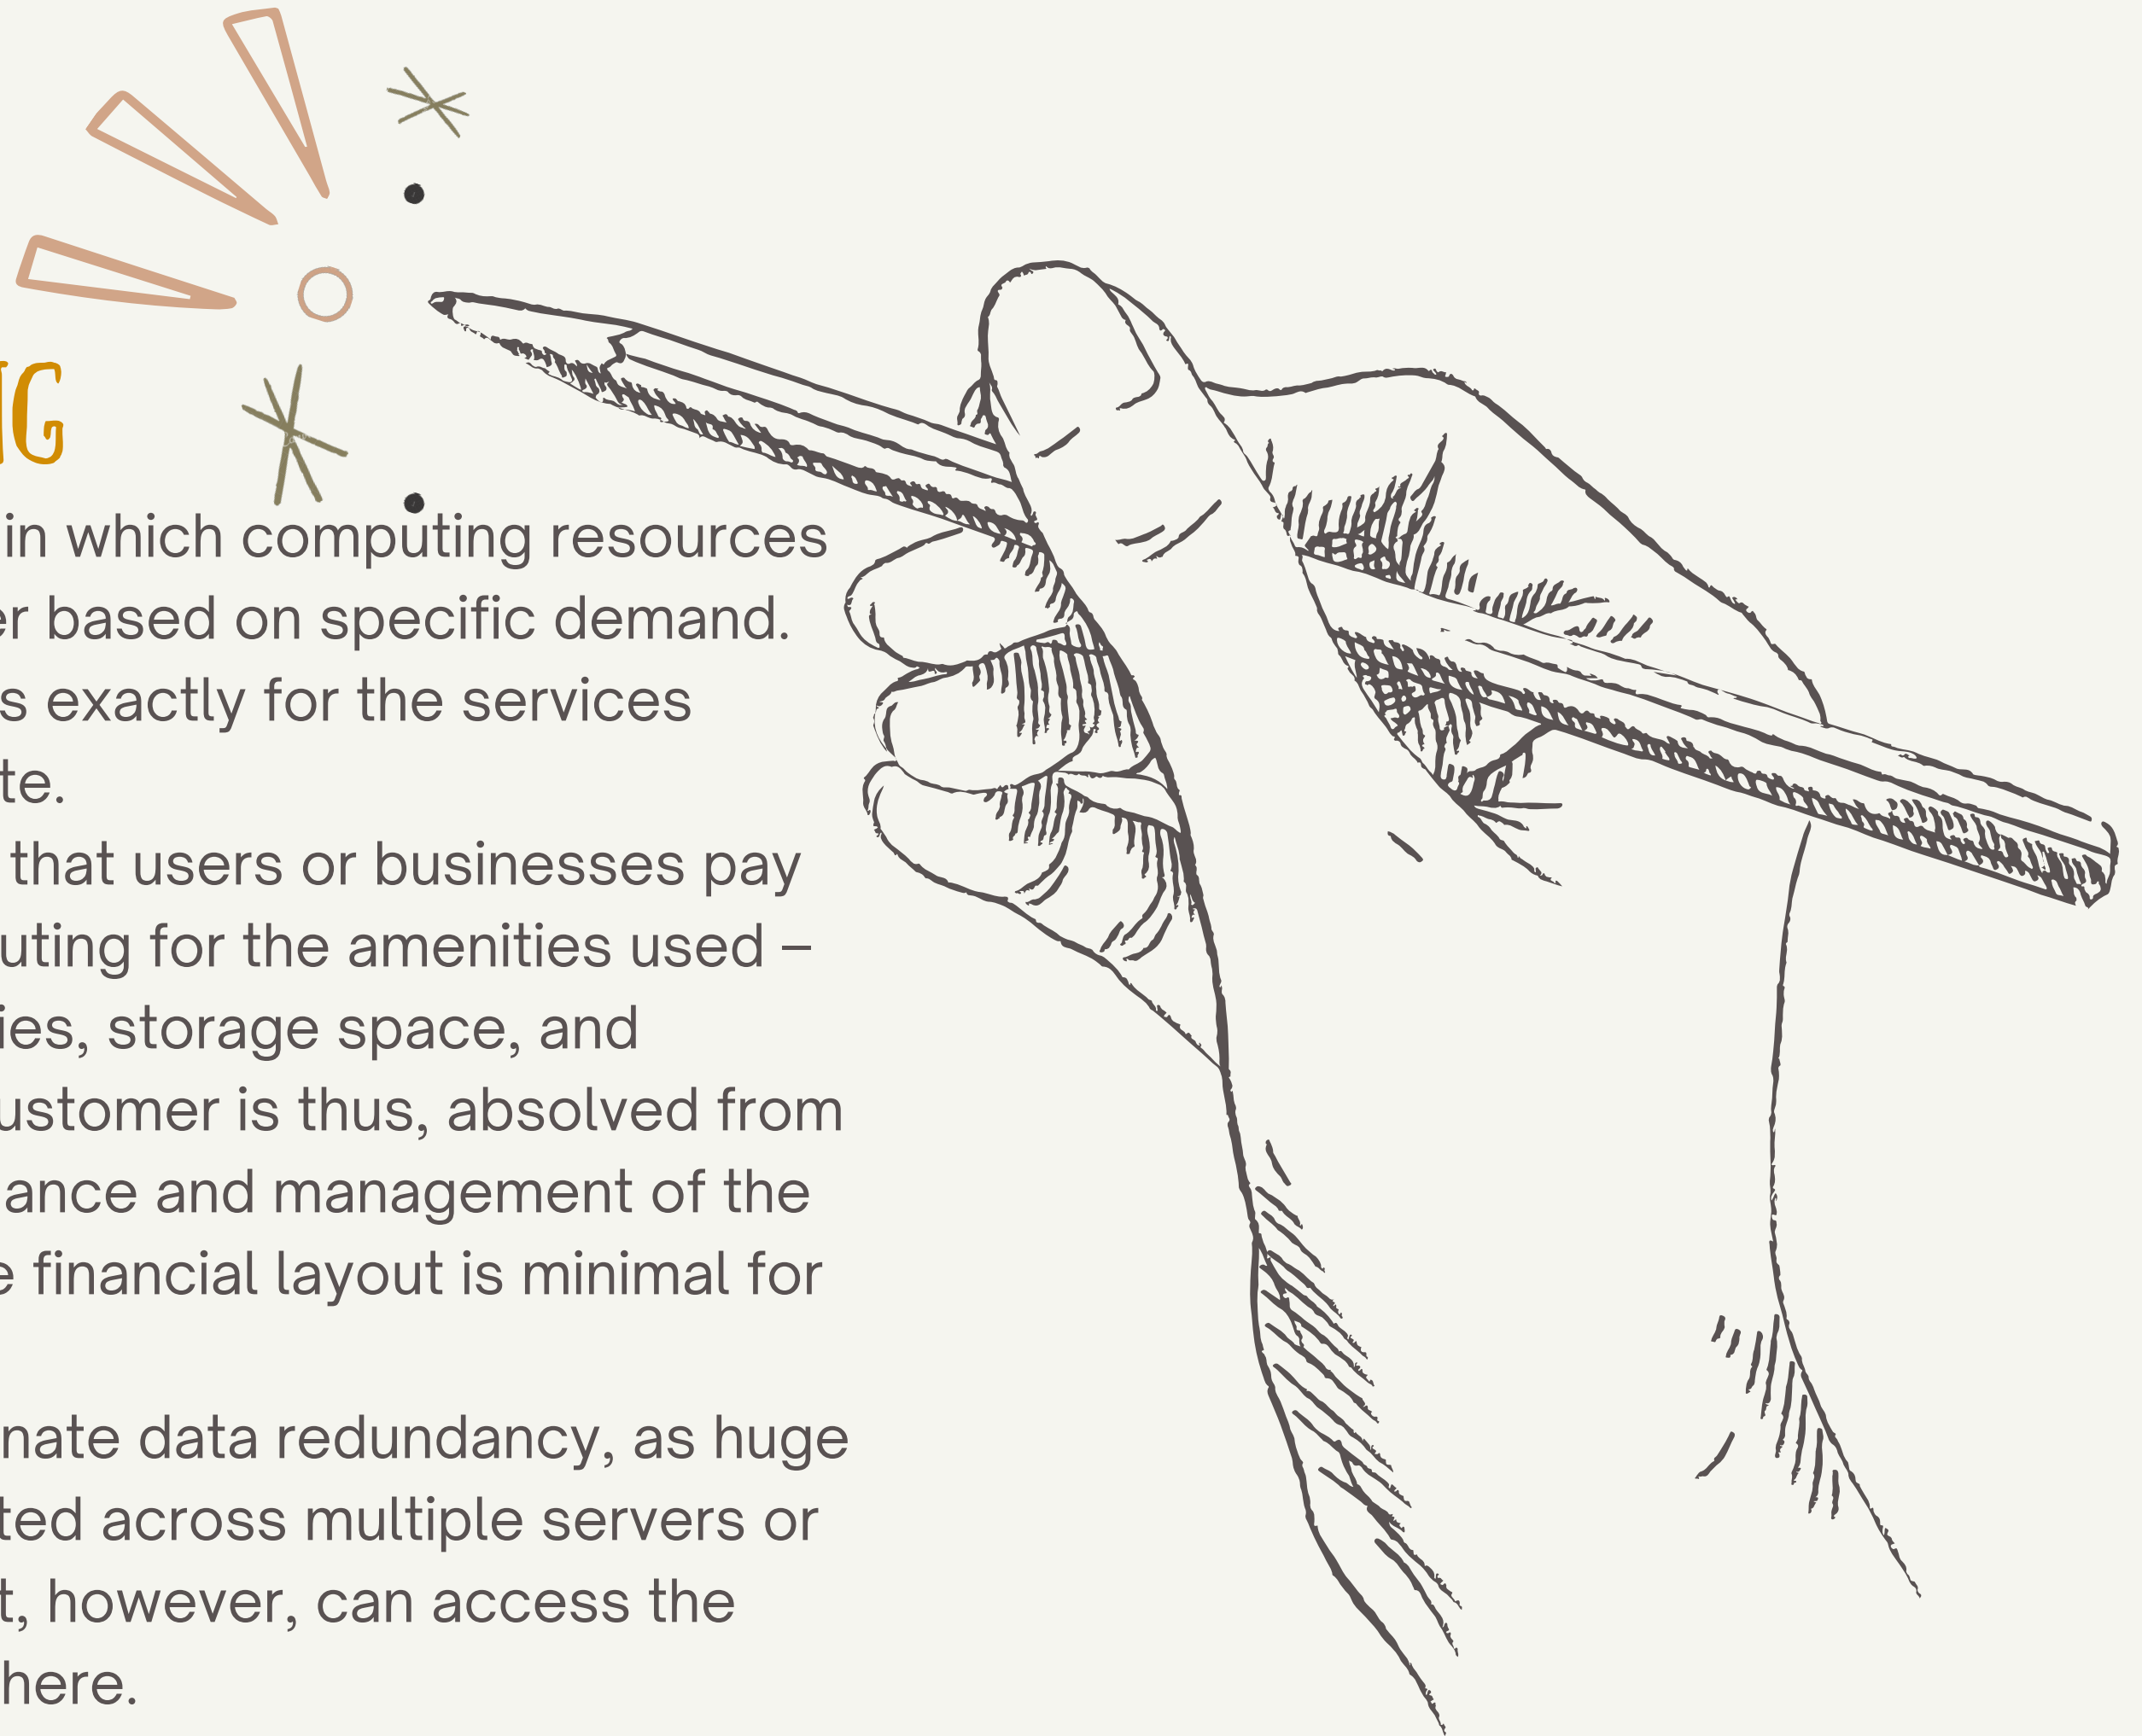 G
in which computing resources
er based on specific demand.
s exactly for the services
te.
that users or businesses pay
uting for the amenities used –
ies, storage space, and
ustomer is thus, absolved from
ance and management of the
e financial layout is minimal for
nate data redundancy, as huge
ted across multiple servers or
t, however, can access the
here.